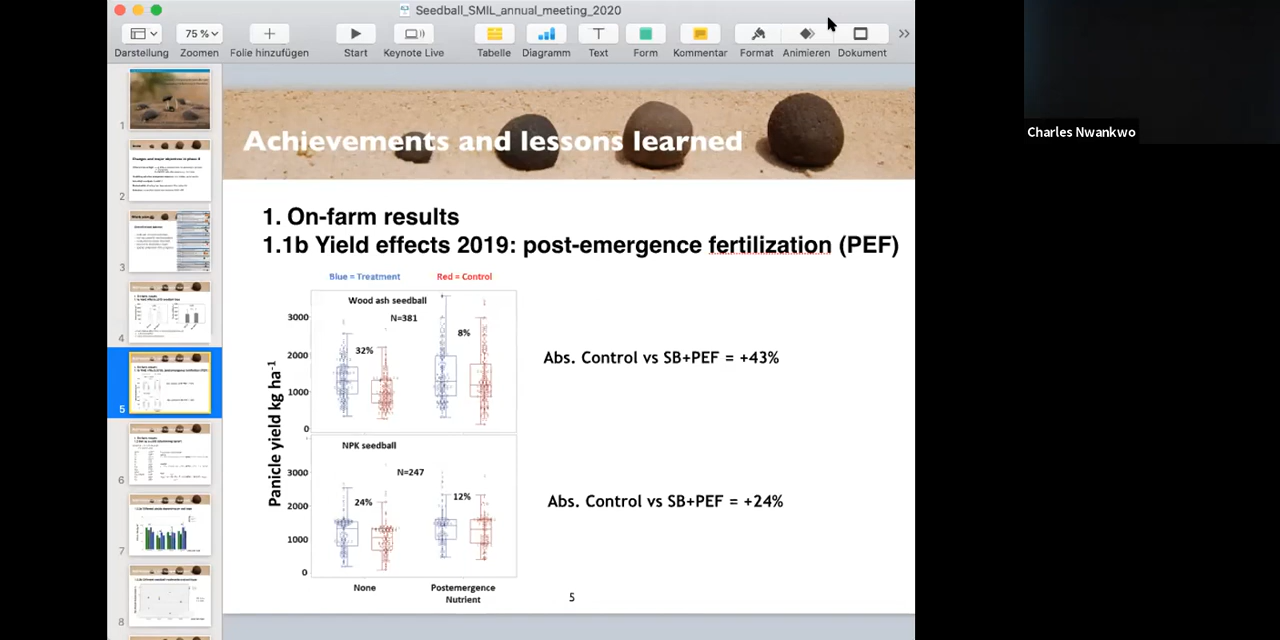 Seedball_SMIL_annual_meeting_2020
75 %
Darstellung
Zoomen
Folie hinzufügen
Start
Keynote Live
Tabelle
Diagramm
Text
Form
Kommentar
Format
Animieren
Dokument
Charles Nwankwo
1
2
3
4
5
6
7
8
Achievements and lessons learned
1. On-farm results
1.1b Yield effects 2019: post-emergence fertilization (PEF)
Blue = Treatment
Red = Control
Panicle yield kg ha-1
Wood ash seedball
N=381
32%
8%
3000
2000
1000
0
Abs. Control vs SB+PEF = +43%
NPK seedball
N=247
24%
12%
3000
2000
1000
0
Abs. Control vs SB+PEF = +24%
None
Postemergence
Nutrient
5